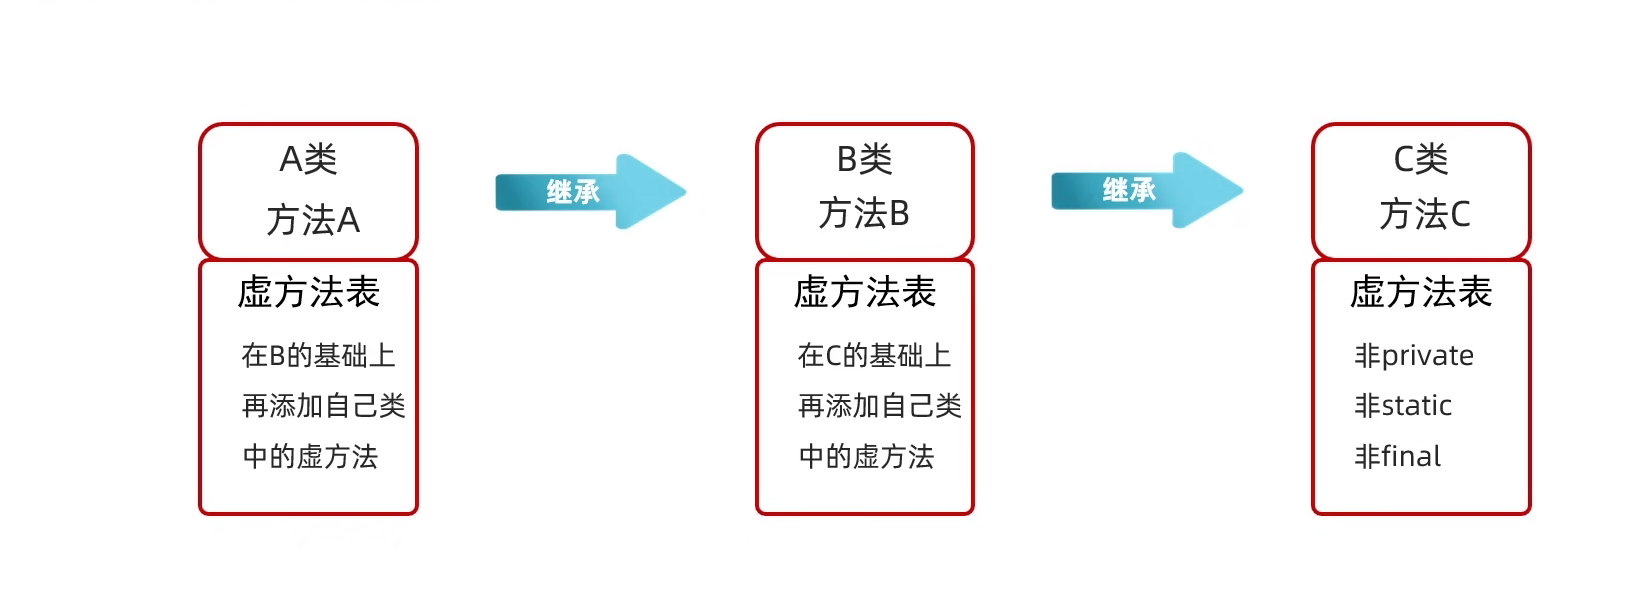 A类
方法A
虚方法表
在B的基础上
再添加自己类
中的虚方法
继承
B类
方法B
虚方法表
在C的基础上
再添加自己类
中的虚方法
继承
C类
方法C
虚方法表
非private
非static
非final